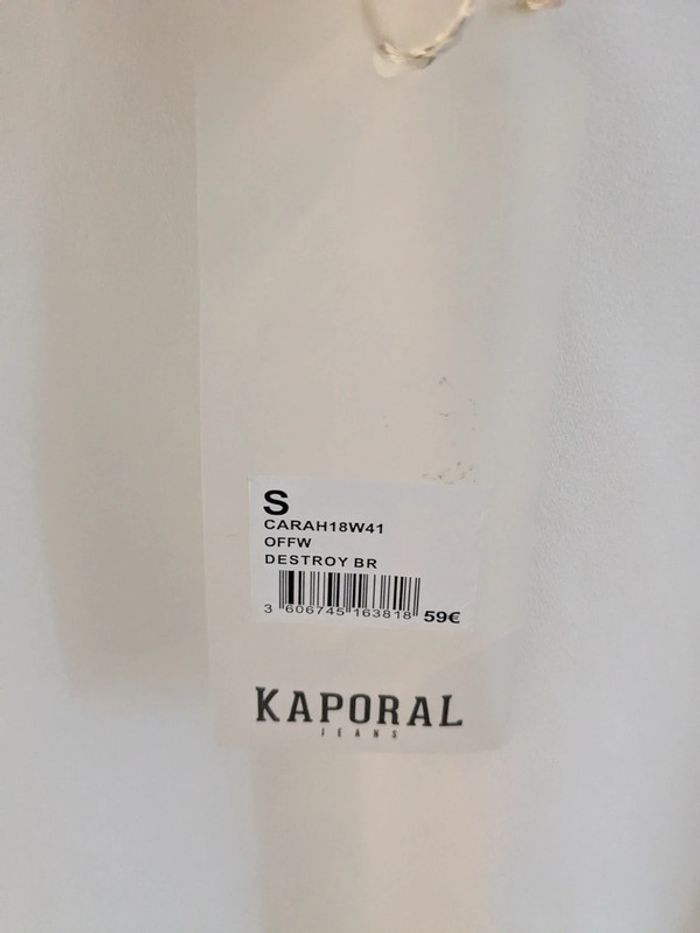 S
CARAH18W41
OFFW
DESTROY BR
3 606745 163818 59€
KAPORAL
JEANS